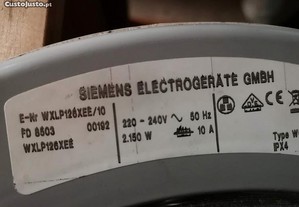 CustoJusto.pt
SIEMENS ELECTROGERÄTE GMBH
E-Nr WXLP126XEE/10
FD 8503 00192
WXLP126XEE
220 - 240V ~ 50 Hz
2.150 W 10 A
Type W
IPX4